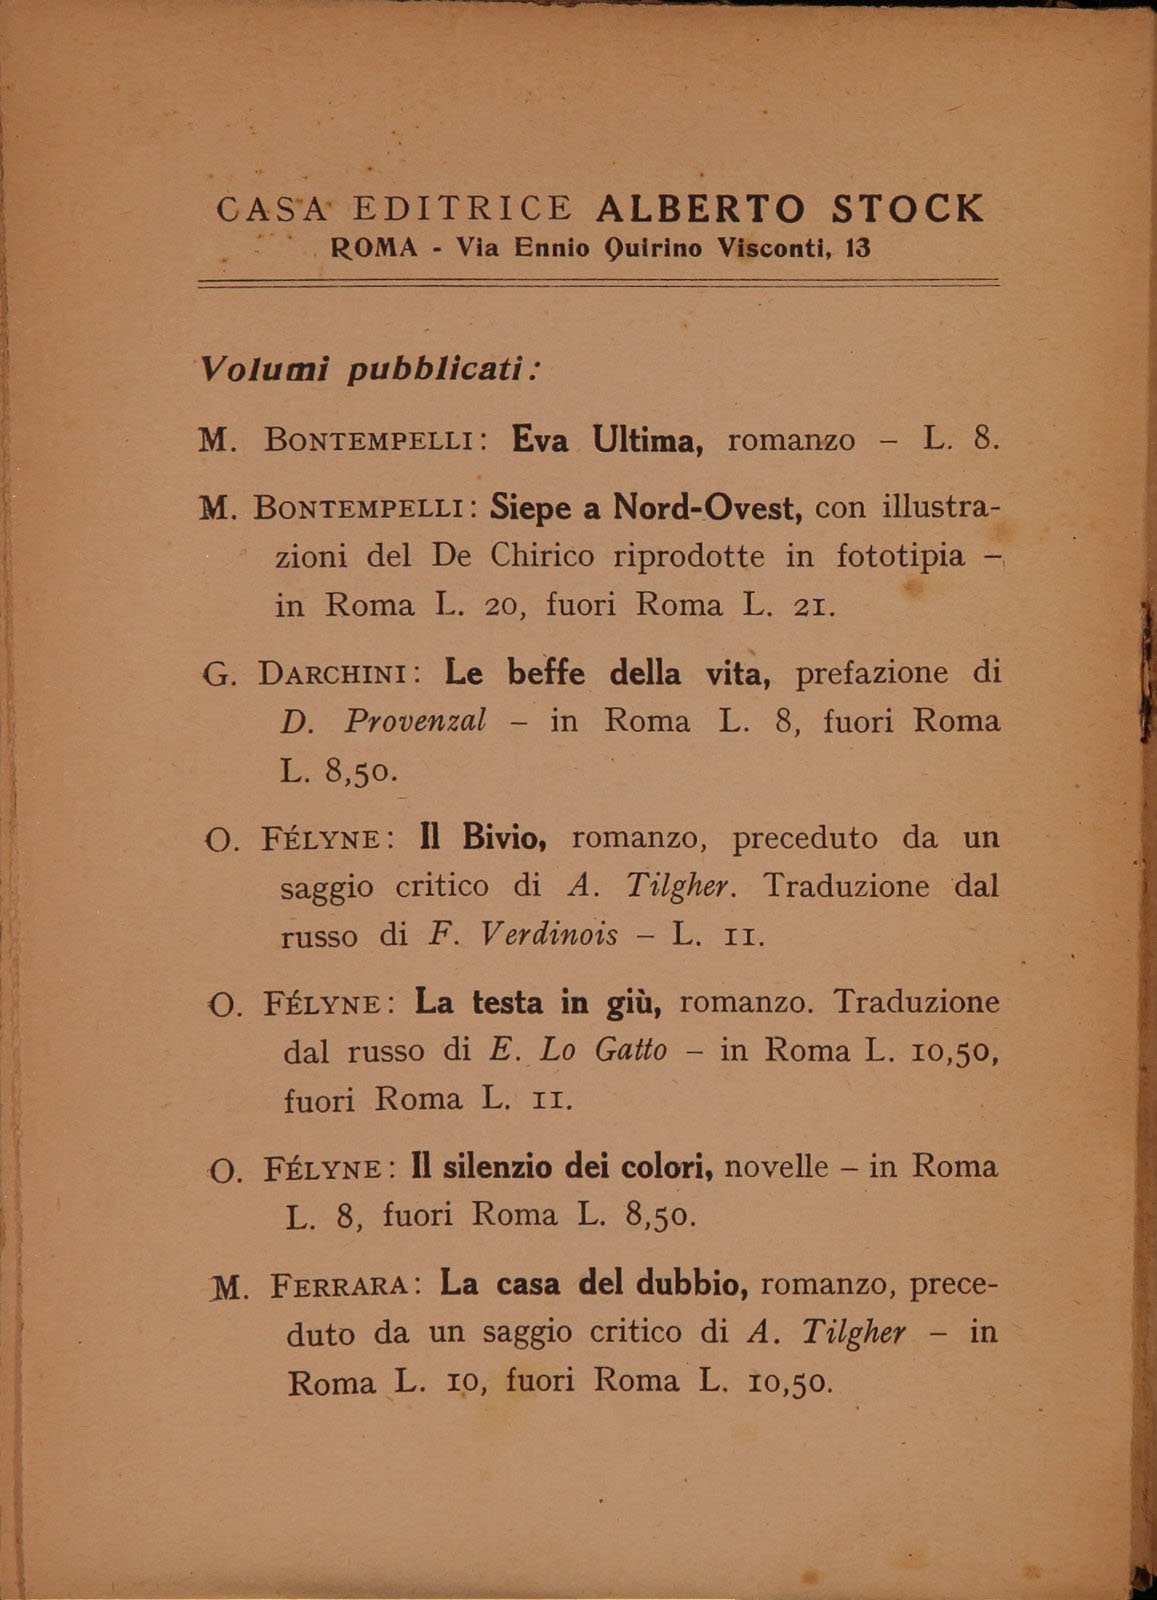 CASA EDITRICE ALBERTO STOCK
ROMA - Via Ennio Quirino Visconti, 13
Volumi pubblicati:
M. BONTEMPELLI: Eva Ultima, romanzo – L. 8.
M. BONTEMPELLI: Siepe a Nord-Ovest, con illustra-
zioni del De Chirico riprodotte in fototipia –
in Roma L. 20, fuori Roma L. 21.
G. DARCHINI: Le beffe della vita, prefazione di
D. Provenzal – in Roma L. 8, fuori Roma
L. 8,50.
O. FÉLYNE: Il Bivio, romanzo, preceduto da un
saggio critico di A. Tilgher. Traduzione dal
russo di F. Verdinois – L. 11.
O. FÉLYNE: La testa in giù, romanzo. Traduzione
dal russo di E. Lo Gatto – in Roma L. 10,50,
fuori Roma L. 11.
O. FÉLYNE: Il silenzio dei colori, novelle – in Roma
L. 8, fuori Roma L. 8,50.
M. FERRARA: La casa del dubbio, romanzo, prece-
duto da un saggio critico di A. Tilgher – in
Roma L. 10, fuori Roma L. 10,50.